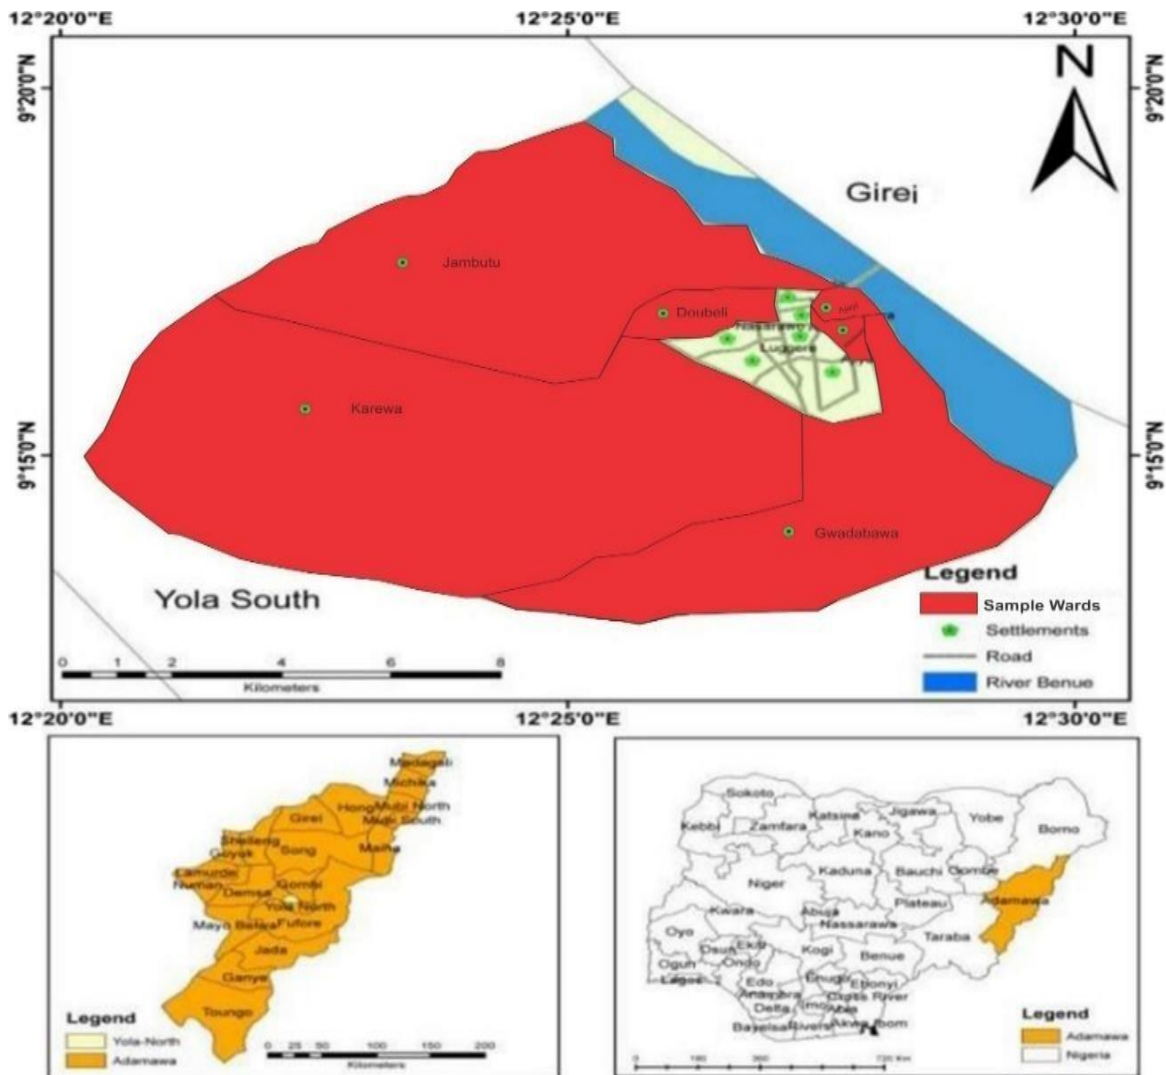 12°20'0"E 12°25'0"E 12°30'0"E
9°20'0"N 9°20'0"N
N
Girei
Jambutu
Doubeli
Nasarawo
Luggere
Karewa
9°15'0"N 9°15'0"N
Gwadabawa
Yola South
Legend
Sample Wards
Settlements
Road
River Benue
0 1 2 4 6 8
Kilometers
12°20'0"E 12°25'0"E 12°30'0"E
Madagali
Michika
Hong Mubi North
Mubi South
Girei
Shelleng
Guyuk
Song
Maiha
Lamurde
Numan
Demsa
Gombi
Yola North
Mayo Belwa Fufore
Jada
Ganye
Toungo
Legend
Yola-North
Adamawa
0 25 50 100 150 200
Kilometers
Sokoto
Kebbi
Zamfara
Katsina
Kano
Jigawa
Yobe
Borno
Niger
Kaduna
Bauchi
Gombe
Adamawa
Plateau
Kwara
Abuja
Nassarawa
Taraba
Oyo
Osun
Ekiti
Kogi
Benue
Ogun
Ondo
Lagos
Edo
Enugu
Ebonyi
Anambra
Cross River
Delta
Imo
Abia
Bayelsa
Rivers
Akwa Ibom
Legend
Adamawa
Nigeria
0 180 360 720 Km